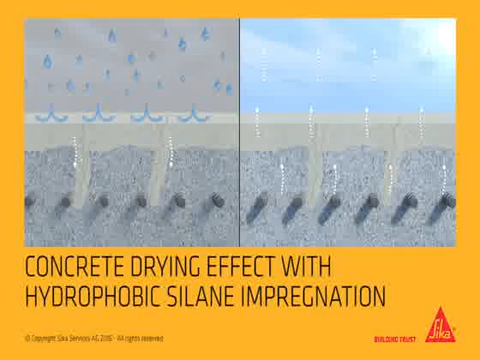 CONCRETE DRYING EFFECT WITH
HYDROPHOBIC SILANE IMPREGNATION
© Copyright Sika Services AG 2015 - All rights reserved
BUILDING TRUST
Sika